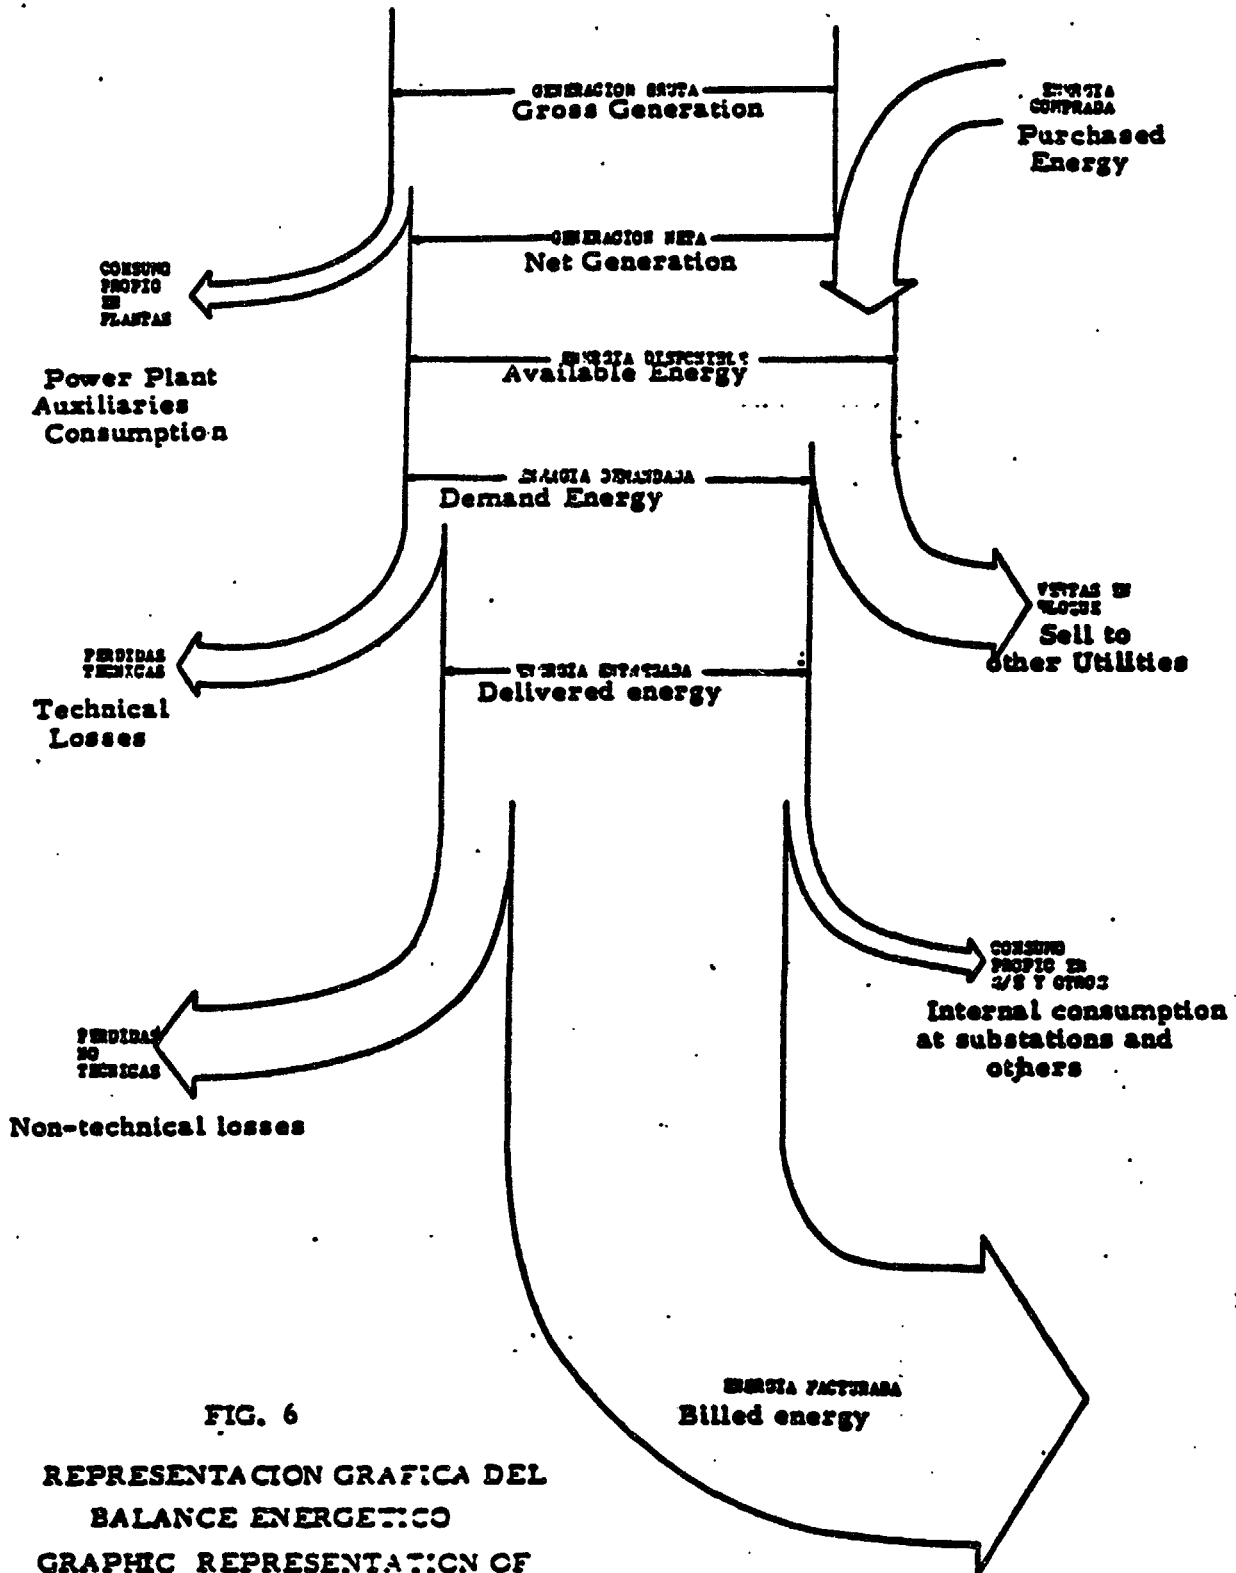 GENERACION BRUTA
Gross Generation
ENERGIA
COMPRADA
Purchased
Energy
GENERACION NETA
Net Generation
CONSUMO
PROPIO
EN
PLANTAS
Power Plant
Auxiliaries
Consumption
ENERGIA DISPONIBLE
Available Energy
ENERGIA DEMANDADA
Demand Energy
VENTAS EN
BLOQUE
Sell to
other Utilities
PERDIDAS
TECNICAS
Technical
Losses
ENERGIA ENTREGADA
Delivered energy
CONSUMO
PROPIO EN
S/E Y OTROS
Internal consumption
at substations and
others
PERDIDAS
NO
TECNICAS
Non-technical losses
ENERGIA FACTURADA
Billed energy
FIG. 6
REPRESENTACION GRAFICA DEL
BALANCE ENERGETICO
GRAPHIC REPRESENTATION OF